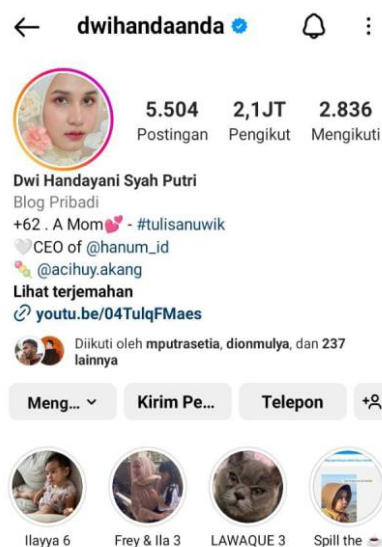 dwihandaanda
5.504 2,1JT 2.836
Postingan Pengikut Mengikuti
Dwi Handayani Syah Putri
Blog Pribadi
+62 . A Mom💕 - #tulisanuwik
🤍CEO of @hanum_id
🍡 @acihuy.akang
Lihat terjemahan
youtu.be/04TulqFMaes
Diikuti oleh mputrasetia, dionmulya, dan 237
lainnya
Meng... Kirim Pe... Telepon
Ilayya 6 Frey & Ila 3 LAWAQUE 3 Spill the ☕